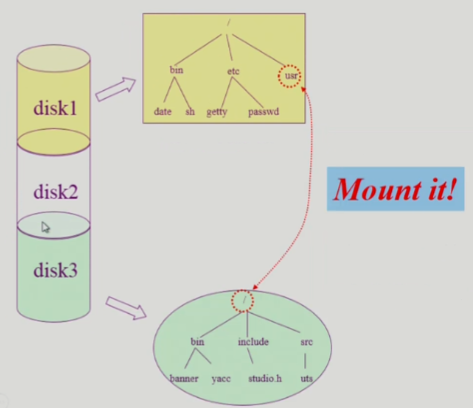 /
bin etc usr
date sh getty passwd
disk1
disk2
disk3
Mount it!
/
bin include src
banner yacc studio.h uts